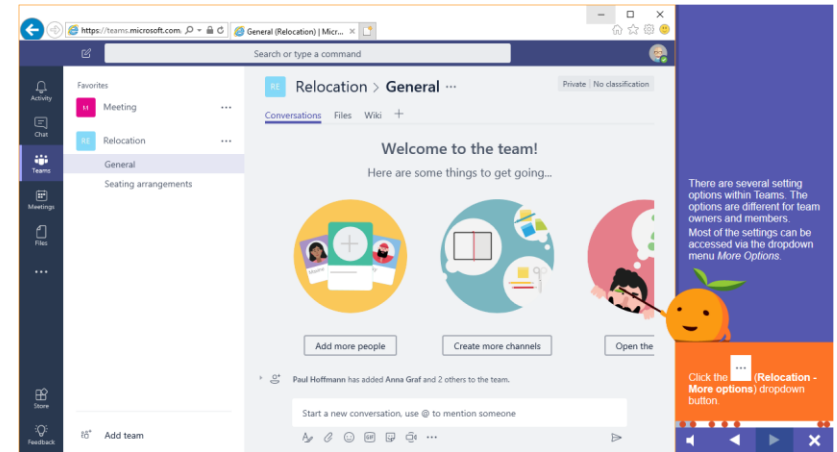 https://teams.microsoft.com
General (Relocation) | Micr...
Search or type a command
Activity
Chat
Teams
Meetings
Files
Store
Feedback
Favorites
M Meeting
RE Relocation
General
Seating arrangements
Add team
RE Relocation > General
Private No classification
Conversations Files Wiki
Welcome to the team!
Here are some things to get going...
Add more people
Create more channels
Open the
Paul Hoffmann has added Anna Graf and 2 others to the team.
Start a new conversation, use @ to mention someone
GIF
There are several setting
options within Teams. The
options are different for team
owners and members.
Most of the settings can be
accessed via the dropdown
menu More Options.
Click the ... (Relocation -
More options) dropdown
button.